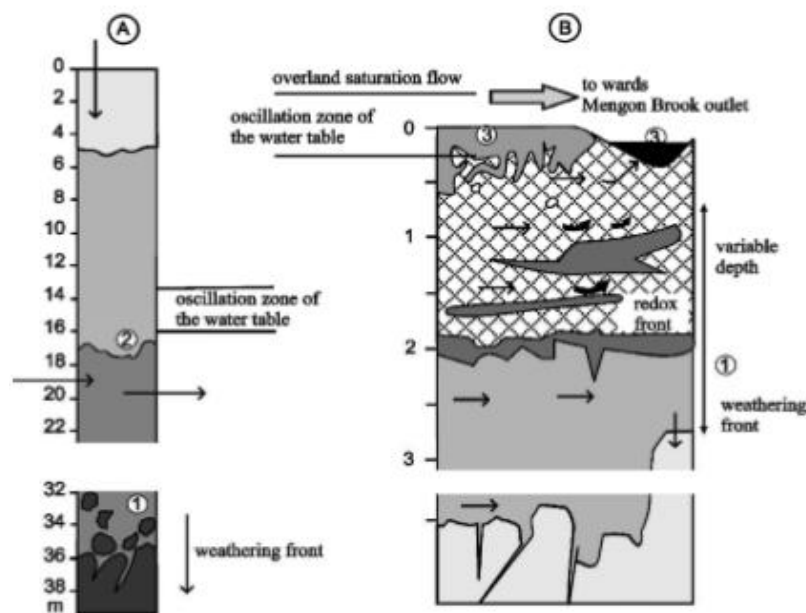 A
B
0
2
4
6
8
10
12
14
16
18
20
22
32
34
36
38
m
2
1
overland saturation flow
oscillation zone of
the water table
to wards
Mengon Brook outlet
oscillation zone of
the water table
weathering front
0
1
2
3
3
3
variable
depth
redox
front
1
weathering
front